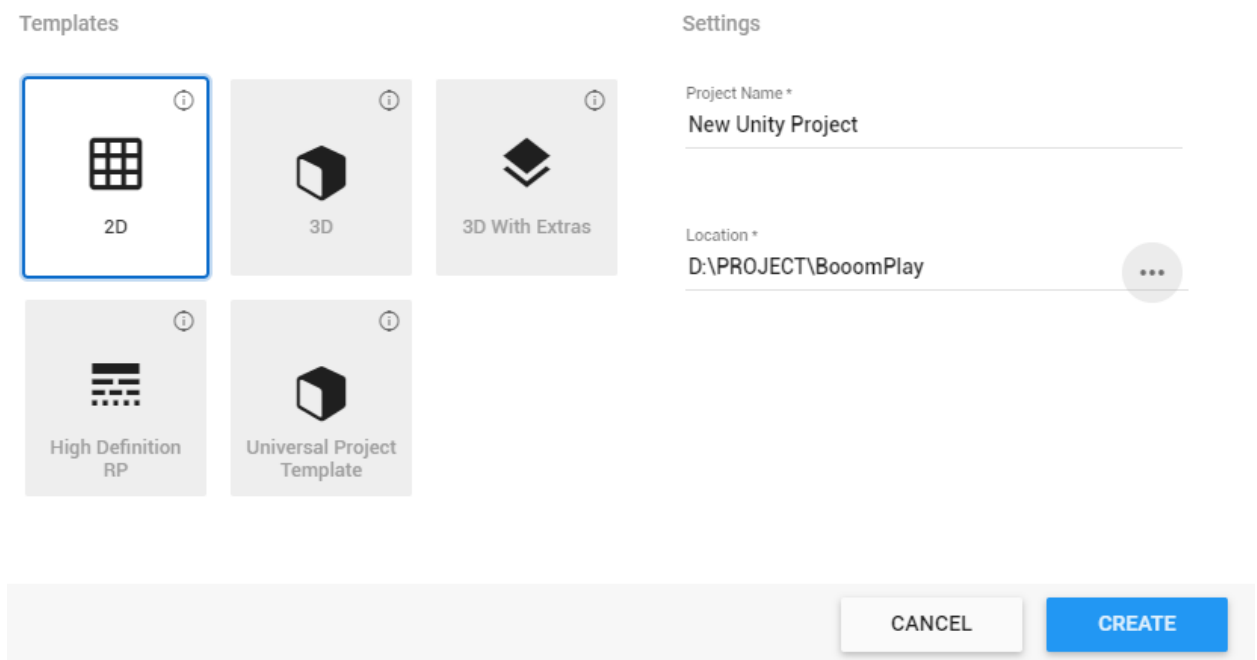 Templates
Settings
2D
3D
3D With Extras
High Definition
RP
Universal Project
Template
Project Name *
New Unity Project
Location *
D:\PROJECT\BooomPlay
CANCEL
CREATE